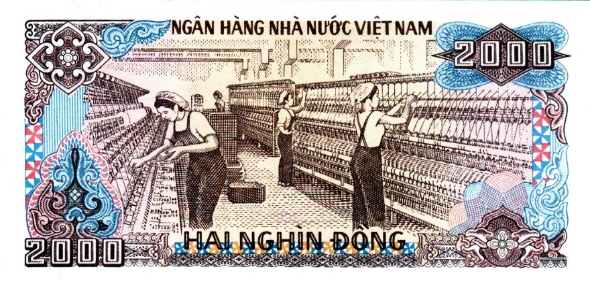 NGÂN HÀNG NHÀ NƯỚC VIỆT NAM
2000
2000
HAI NGHÌN ĐỒNG